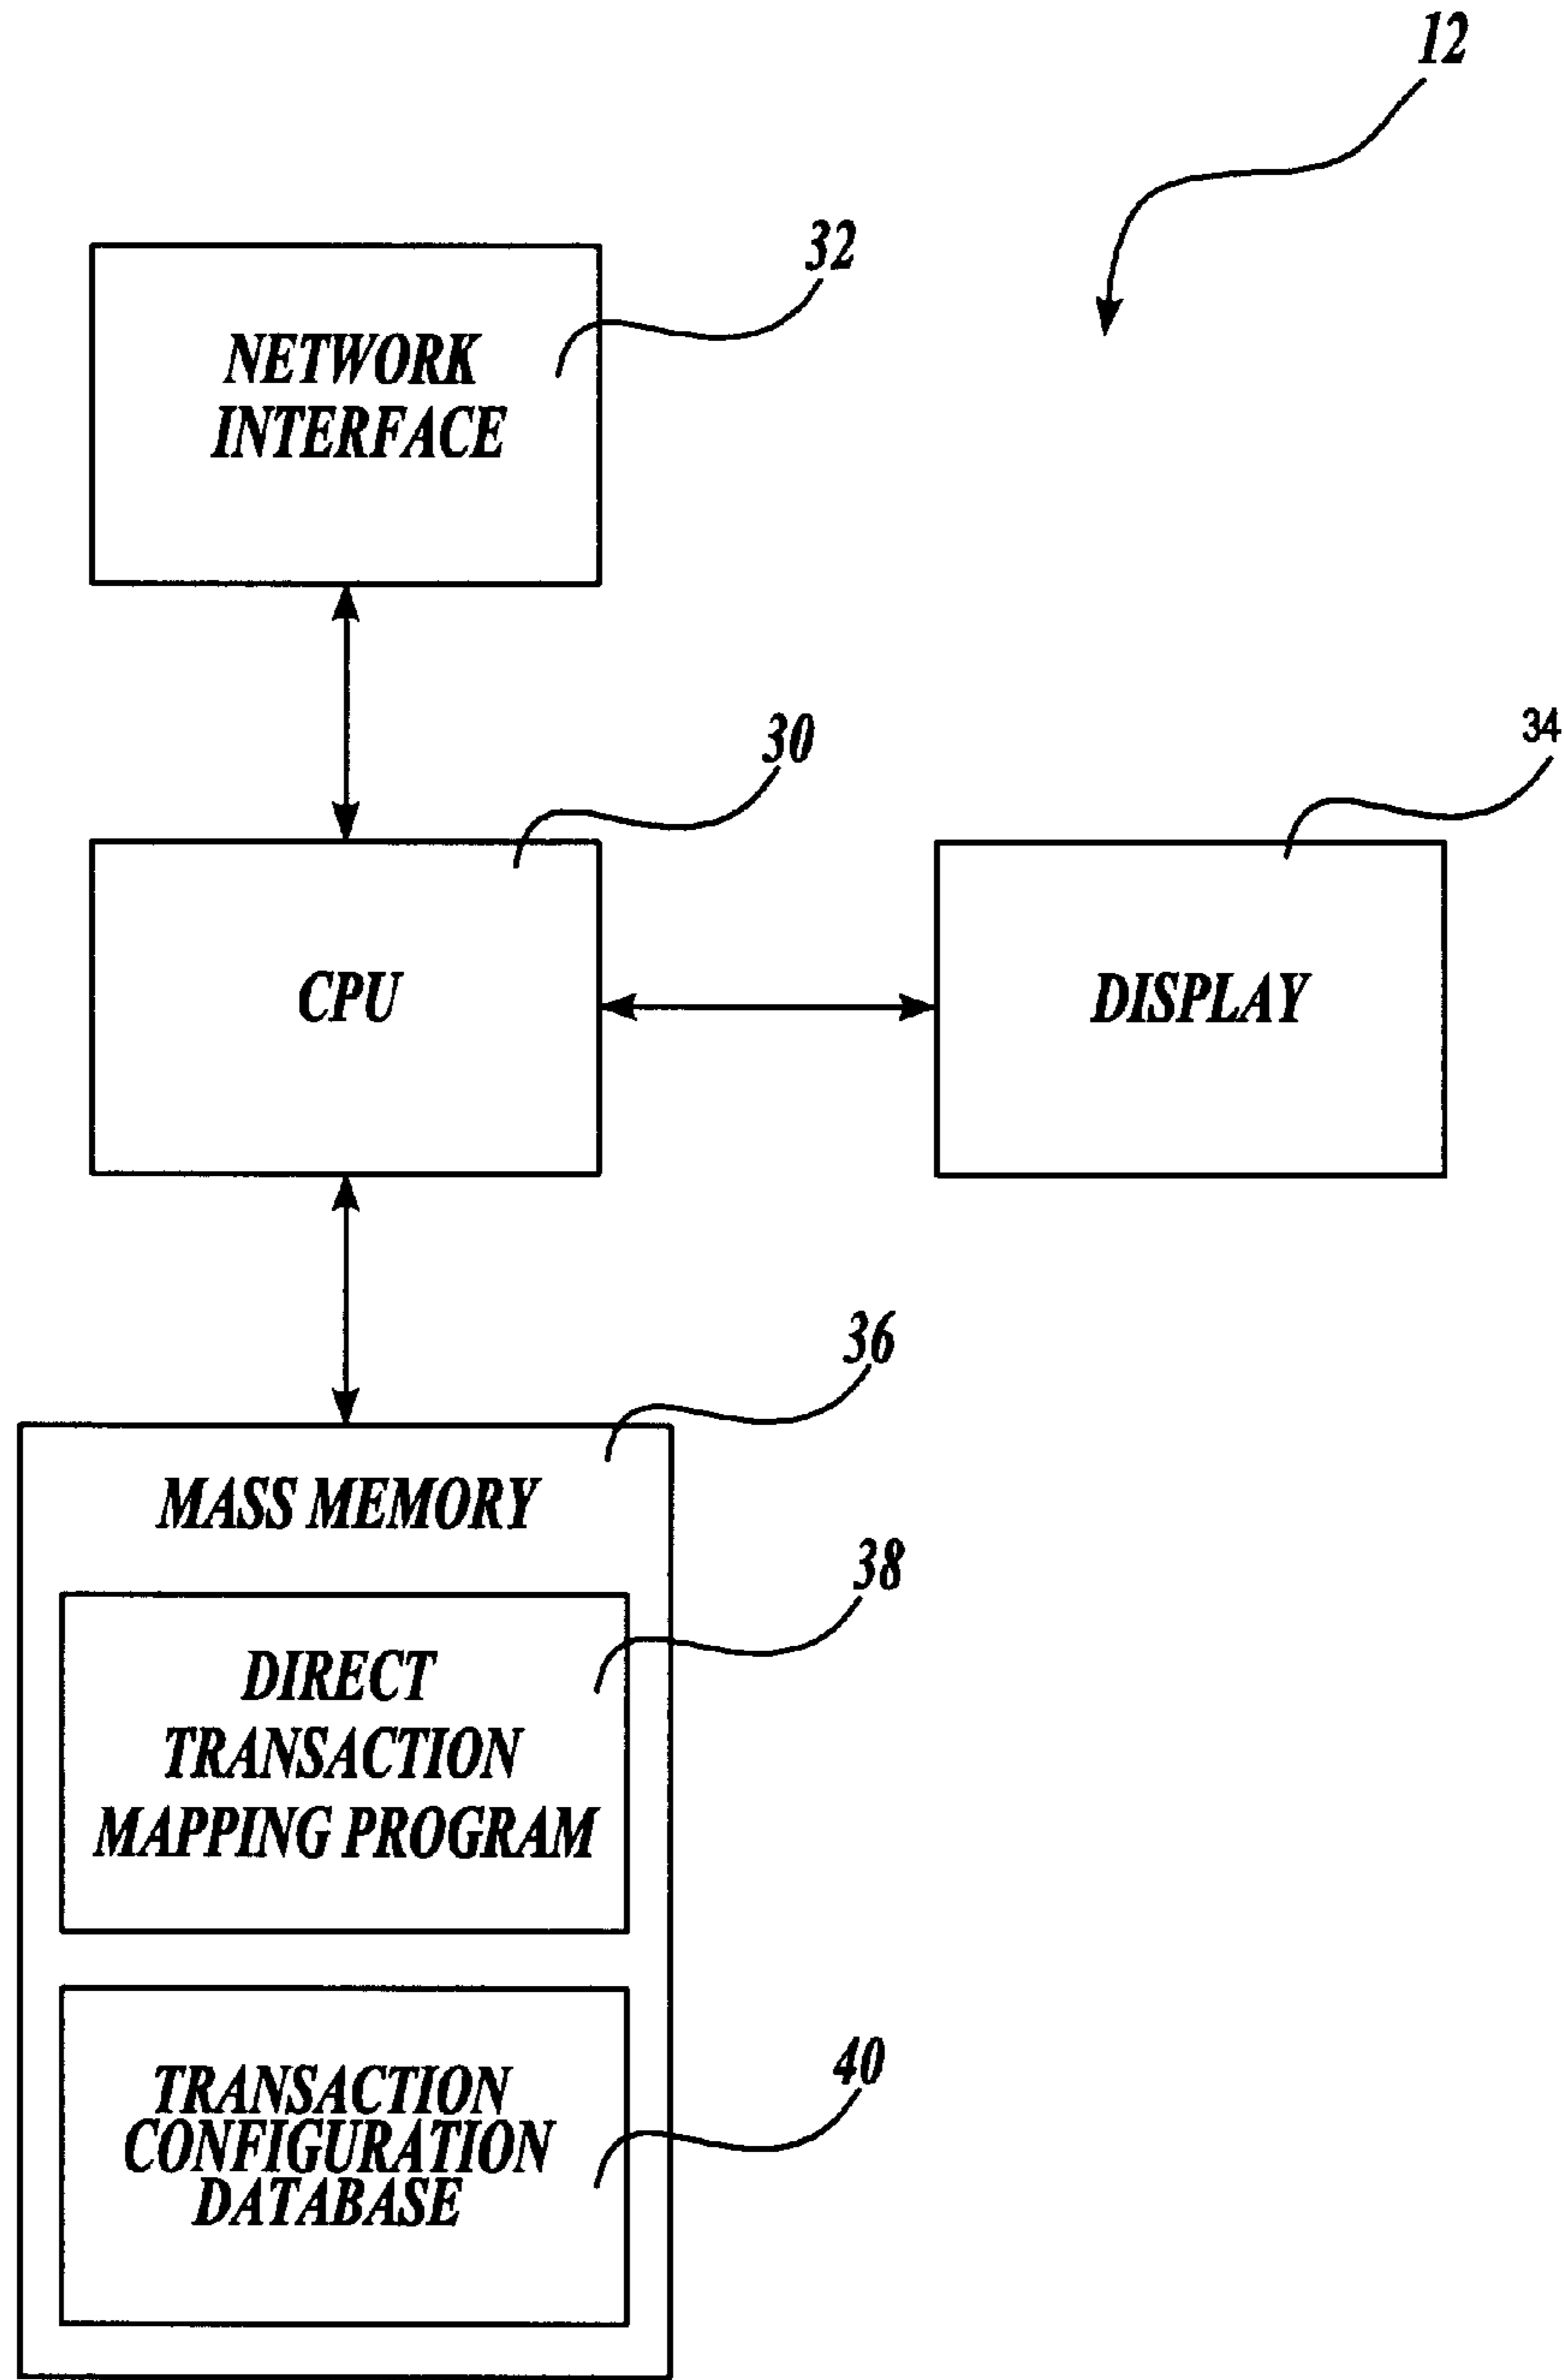 12
32
NETWORK
INTERFACE
30
34
CPU
DISPLAY
36
MASS MEMORY
38
DIRECT
TRANSACTION
MAPPING PROGRAM
40
TRANSACTION
CONFIGURATION
DATABASE